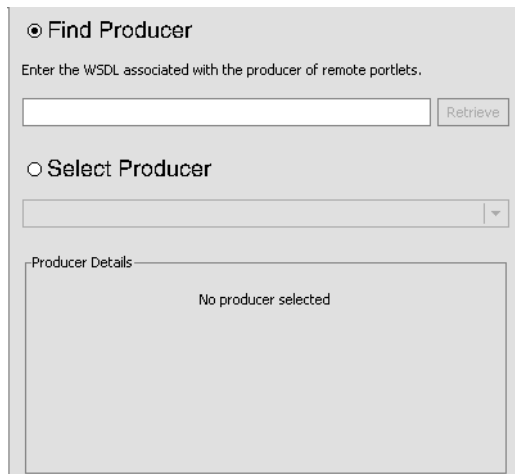 Find Producer
Enter the WSDL associated with the producer of remote portlets.
Retrieve
Select Producer
Producer Details
No producer selected